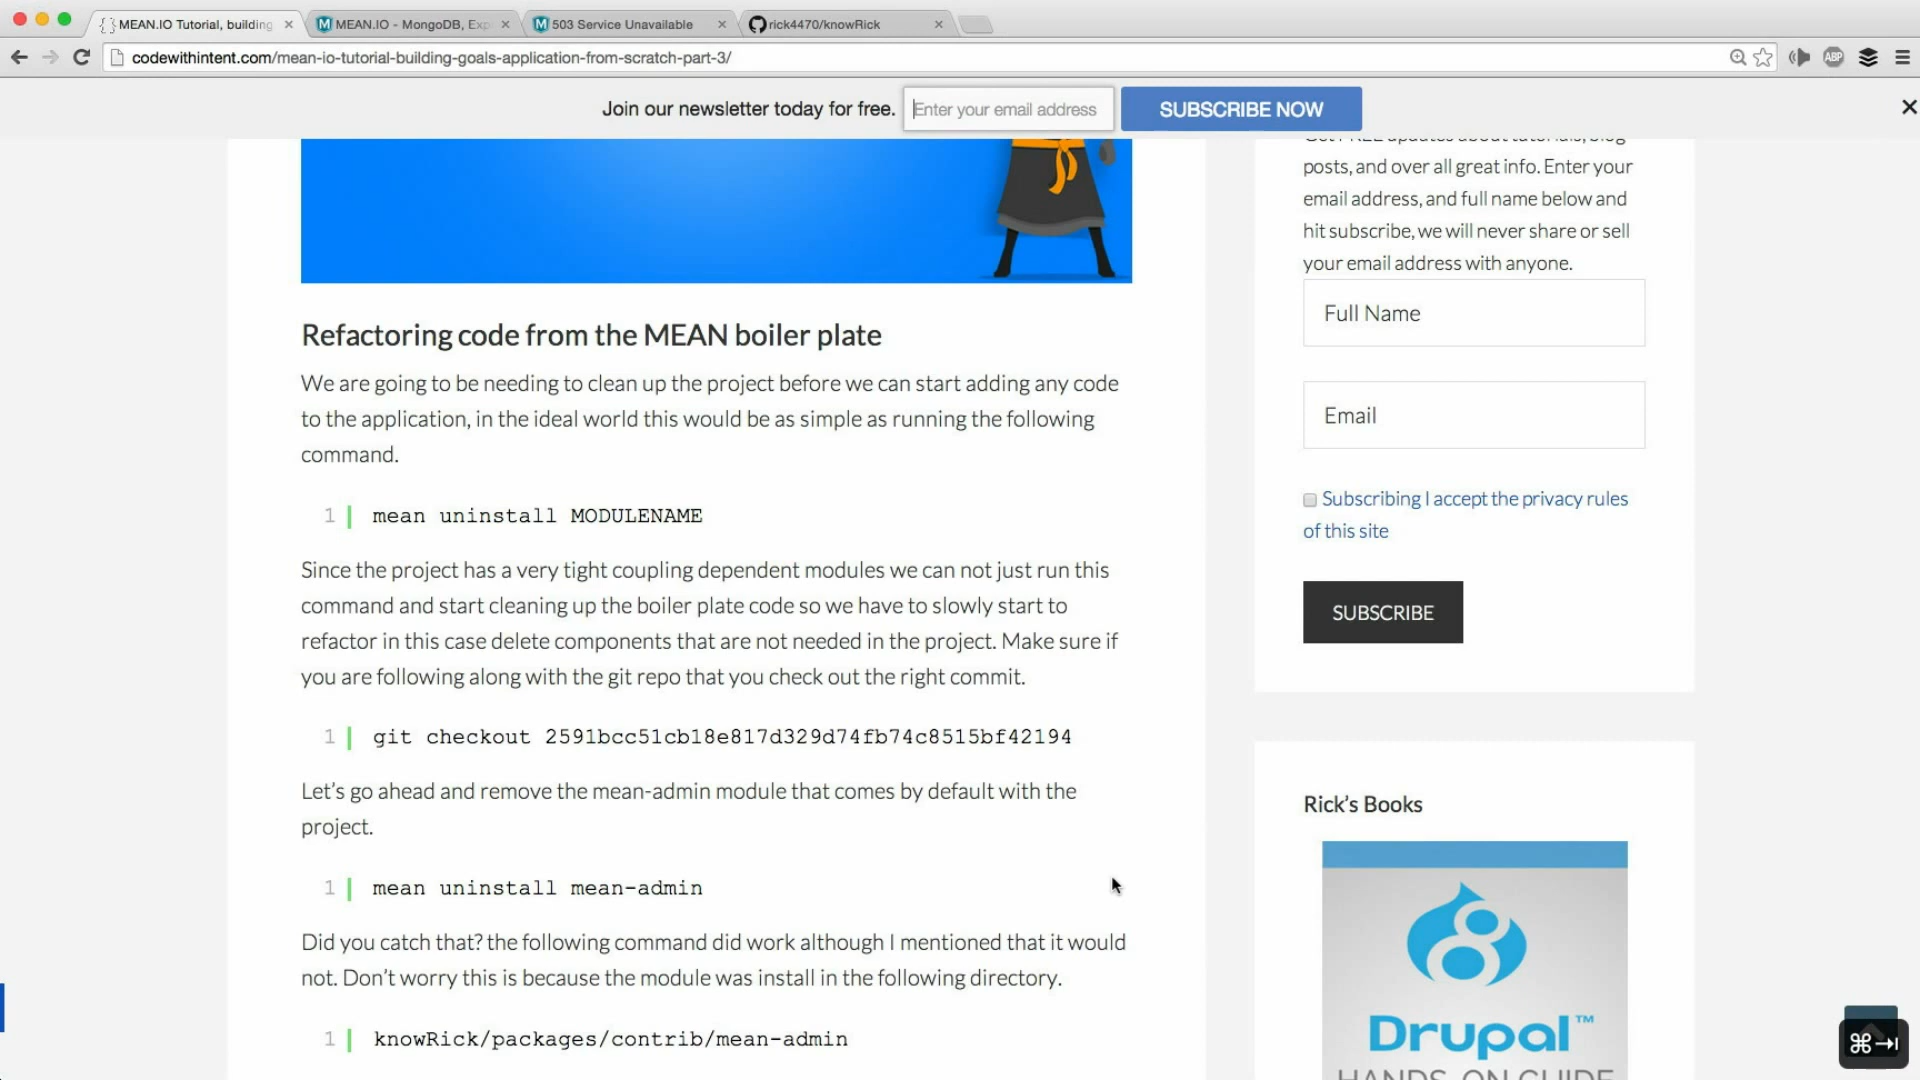 { } MEAN.IO Tutorial, building
MEAN.IO - MongoDB, Exp
503 Service Unavailable
rick4470/knowRick
codewithintent.com/mean-io-tutorial-building-goals-application-from-scratch-part-3/
ABP
Join our newsletter today for free.
Enter your email address
SUBSCRIBE NOW
Refactoring code from the MEAN boiler plate
We are going to be needing to clean up the project before we can start adding any code
to the application, in the ideal world this would be as simple as running the following
command.
1 mean uninstall MODULENAME
Since the project has a very tight coupling dependent modules we can not just run this
command and start cleaning up the boiler plate code so we have to slowly start to
refactor in this case delete components that are not needed in the project. Make sure if
you are following along with the git repo that you check out the right commit.
1 git checkout 2591bcc51cb18e817d329d74fb74c8515bf42194
Let's go ahead and remove the mean-admin module that comes by default with the
project.
1 mean uninstall mean-admin
Did you catch that? the following command did work although I mentioned that it would
not. Don't worry this is because the module was install in the following directory.
1 knowRick/packages/contrib/mean-admin
Get FREE updates about tutorials, blog
posts, and over all great info. Enter your
email address, and full name below and
hit subscribe, we will never share or sell
your email address with anyone.
Full Name
Email
Subscribing I accept the privacy rules
of this site
SUBSCRIBE
Rick's Books
Drupal™
HANDS-ON GUIDE
⌘⇥